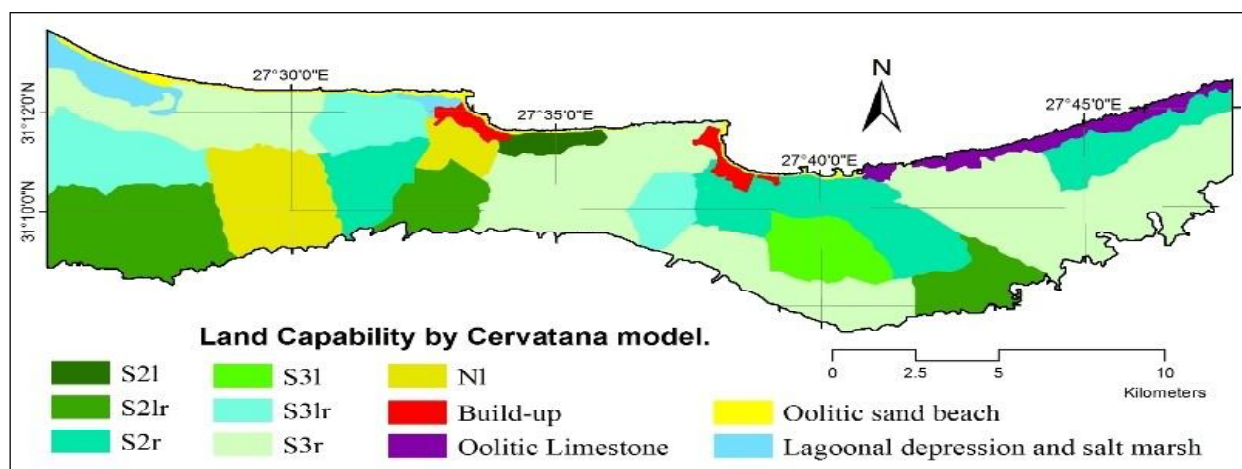 N
27°30'0"E
27°35'0"E
27°40'0"E
27°45'0"E
31°12'0"N
31°10'0"N
Land Capability by Cervatana model.
S2l
S2lr
S2r
S3l
S3lr
S3r
Nl
Build-up
Oolitic Limestone
Oolitic sand beach
Lagoonal depression and salt marsh
0 2.5 5 10
Kilometers